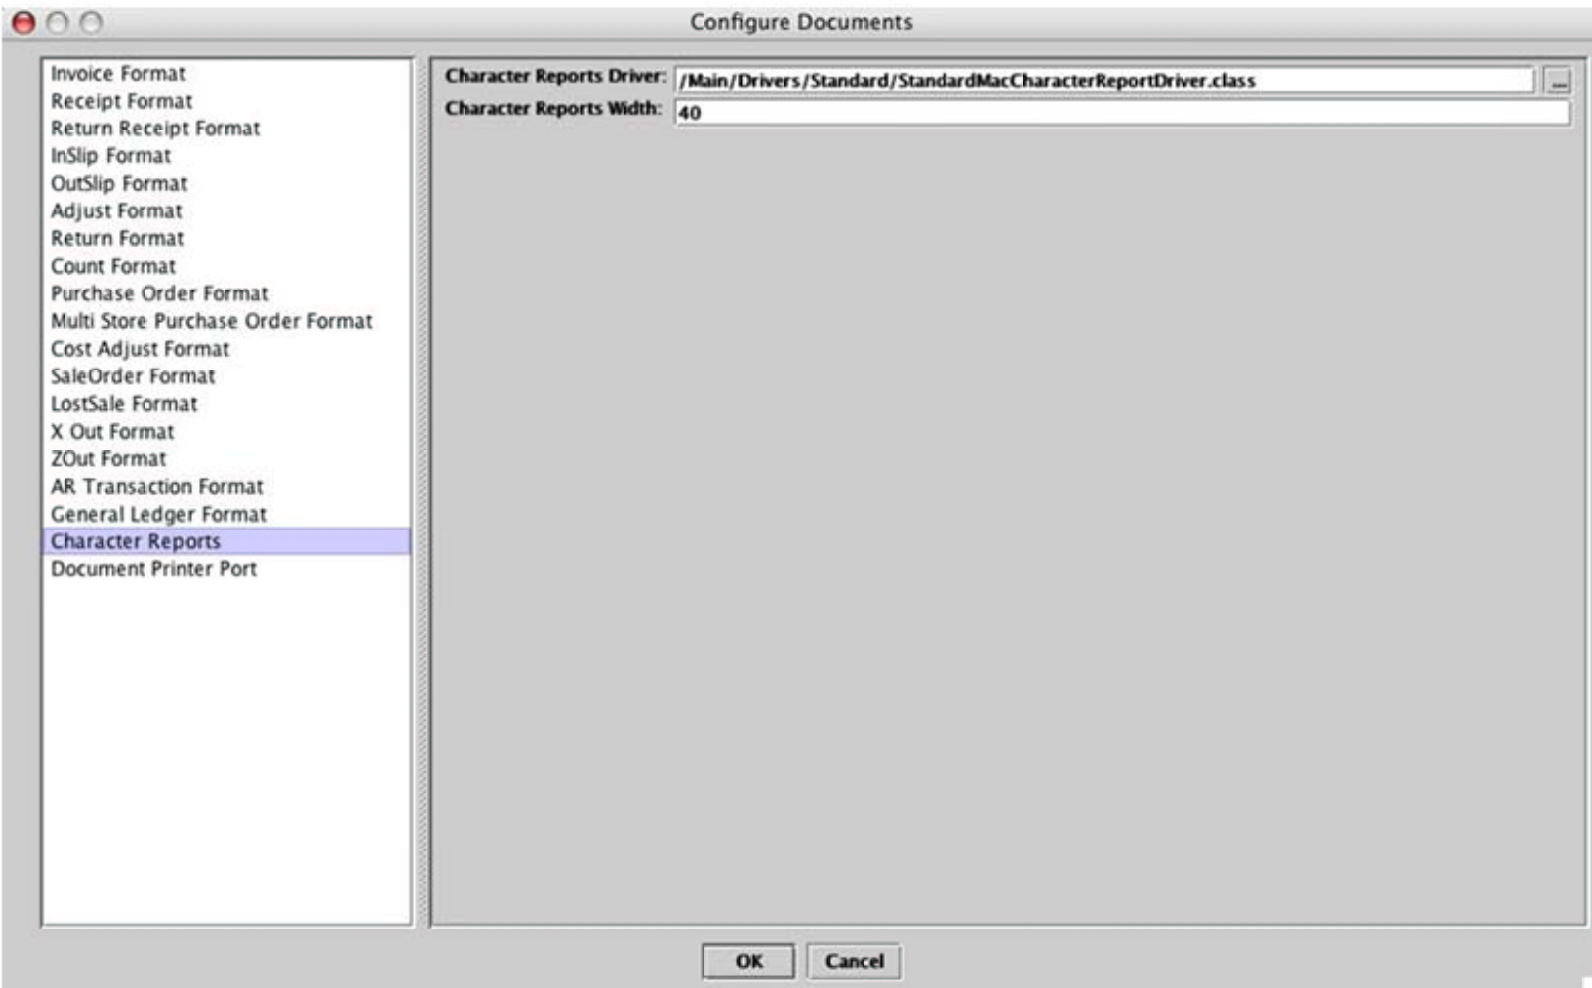 Configure Documents
Invoice Format
Receipt Format
Return Receipt Format
InSlip Format
OutSlip Format
Adjust Format
Return Format
Count Format
Purchase Order Format
Multi Store Purchase Order Format
Cost Adjust Format
SaleOrder Format
LostSale Format
X Out Format
ZOut Format
AR Transaction Format
General Ledger Format
Character Reports
Document Printer Port
Character Reports Driver: /Main/Drivers/Standard/StandardMacCharacterReportDriver.class ...
Character Reports Width: 40
OK Cancel